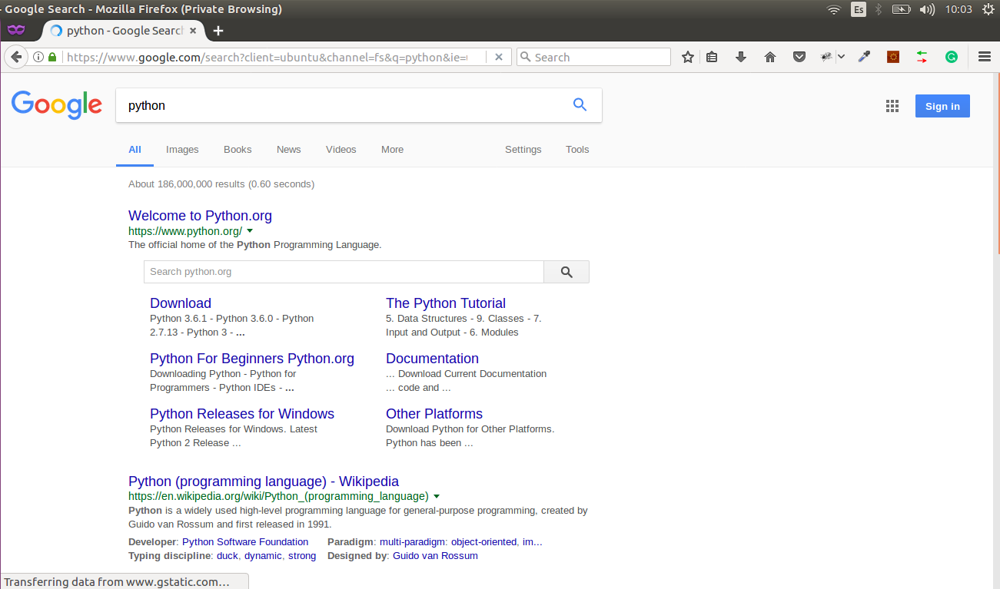 - Google Search - Mozilla Firefox (Private Browsing)
Es
10:03
python - Google Search
https://www.google.com/search?client=ubuntu&channel=fs&q=python&ie=
Search
Google
python
Sign in
All Images Books News Videos More Settings Tools
About 186,000,000 results (0.60 seconds)
Welcome to Python.org
https://www.python.org/
The official home of the Python Programming Language.
Search python.org
Download
Python 3.6.1 - Python 3.6.0 - Python
2.7.13 - Python 3 - ...
The Python Tutorial
5. Data Structures - 9. Classes - 7.
Input and Output - 6. Modules
Python For Beginners Python.org
Downloading Python - Python for
Programmers - Python IDEs - ...
Documentation
... Download Current Documentation
... code and ...
Python Releases for Windows
Python Releases for Windows. Latest
Python 2 Release ...
Other Platforms
Download Python for Other Platforms.
Python has been ...
Python (programming language) - Wikipedia
https://en.wikipedia.org/wiki/Python_(programming_language)
Python is a widely used high-level programming language for general-purpose programming, created by
Guido van Rossum and first released in 1991.
Developer: Python Software Foundation
Paradigm: multi-paradigm: object-oriented, im...
Typing discipline: duck, dynamic, strong
Designed by: Guido van Rossum
Transferring data from www.gstatic.com…